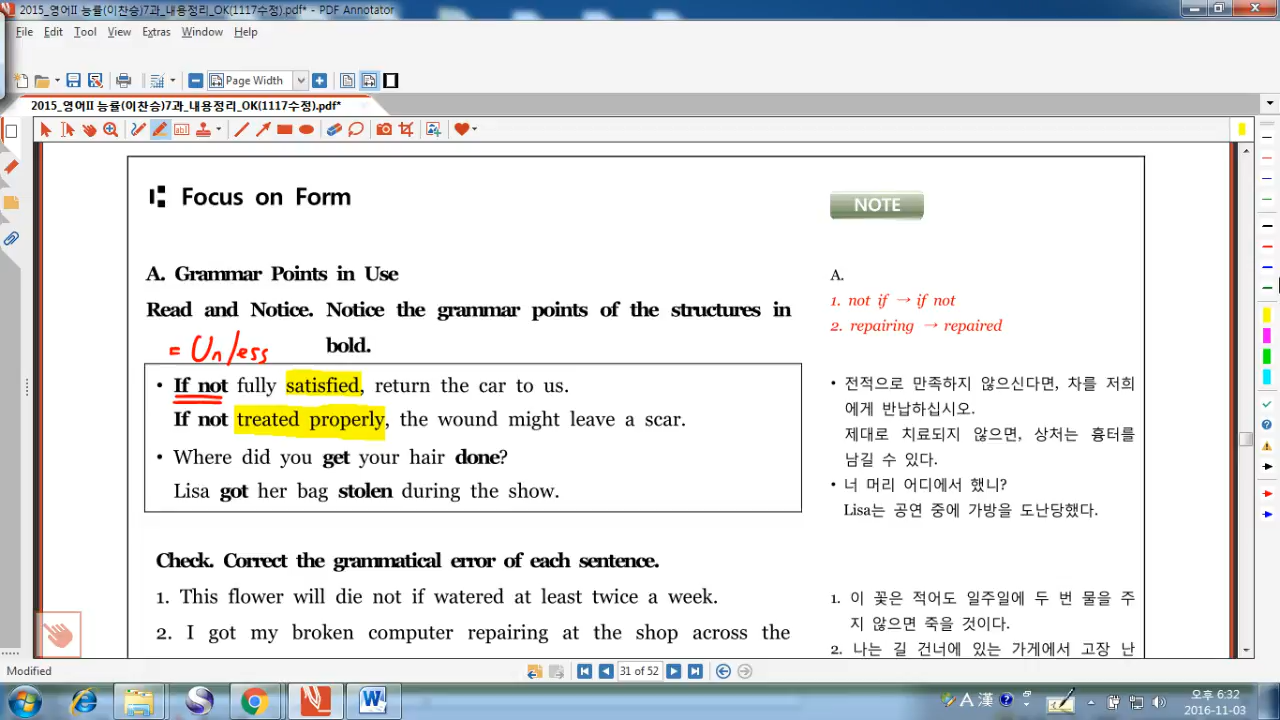 2015_영어II 능률(이찬승)7과_내용정리_OK(1117수정).pdf* - PDF Annotator
File Edit Tool View Extras Window Help
Page Width
2015_영어II 능률(이찬승)7과_내용정리_OK(1117수정).pdf*
Focus on Form
NOTE
A. Grammar Points in Use
Read and Notice. Notice the grammar points of the structures in
= Unless
bold.
• If not fully satisfied, return the car to us.
If not treated properly, the wound might leave a scar.
• Where did you get your hair done?
Lisa got her bag stolen during the show.
Check. Correct the grammatical error of each sentence.
1. This flower will die not if watered at least twice a week.
2. I got my broken computer repairing at the shop across the
A.
1. not if → if not
2. repairing → repaired
• 전적으로 만족하지 않으신다면, 차를 저희
에게 반납하십시오.
제대로 치료되지 않으면, 상처는 흉터를
남길 수 있다.
• 너 머리 어디에서 했니?
Lisa는 공연 중에 가방을 도난당했다.
1. 이 꽃은 적어도 일주일에 두 번 물을 주
지 않으면 죽을 것이다.
2. 나는 길 건너에 있는 가게에서 고장 난
Modified
31 of 52
A 漢
오후 6:32
2016-11-03